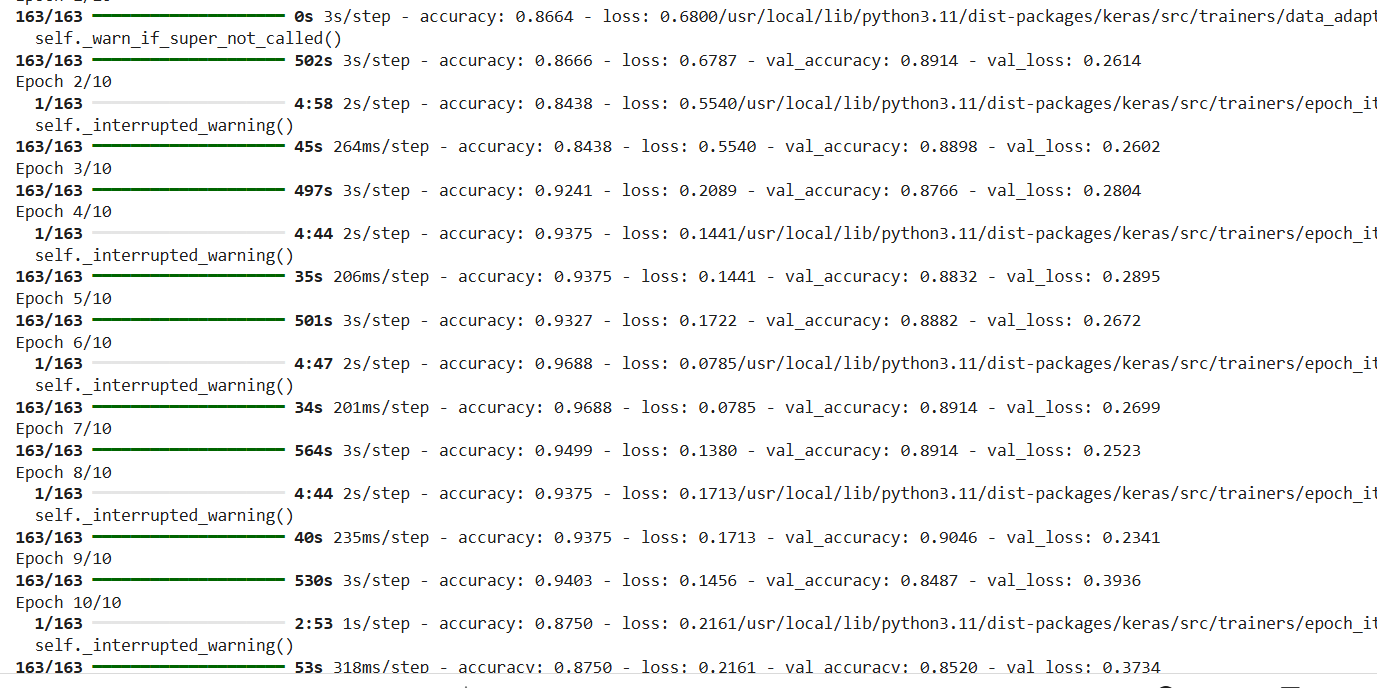 163/163 ━━━━━━━━━━━━━━━━━━━━ 0s 3s/step - accuracy: 0.8664 - loss: 0.6800/usr/local/lib/python3.11/dist-packages/keras/src/trainers/data_adapt
self._warn_if_super_not_called()
163/163 ━━━━━━━━━━━━━━━━━━━━ 502s 3s/step - accuracy: 0.8666 - loss: 0.6787 - val_accuracy: 0.8914 - val_loss: 0.2614
Epoch 2/10
1/163 ━━━━━━━━━━━━━━━━━━━━ 4:58 2s/step - accuracy: 0.8438 - loss: 0.5540/usr/local/lib/python3.11/dist-packages/keras/src/trainers/epoch_it
self._interrupted_warning()
163/163 ━━━━━━━━━━━━━━━━━━━━ 45s 264ms/step - accuracy: 0.8438 - loss: 0.5540 - val_accuracy: 0.8898 - val_loss: 0.2602
Epoch 3/10
163/163 ━━━━━━━━━━━━━━━━━━━━ 497s 3s/step - accuracy: 0.9241 - loss: 0.2089 - val_accuracy: 0.8766 - val_loss: 0.2804
Epoch 4/10
1/163 ━━━━━━━━━━━━━━━━━━━━ 4:44 2s/step - accuracy: 0.9375 - loss: 0.1441/usr/local/lib/python3.11/dist-packages/keras/src/trainers/epoch_it
self._interrupted_warning()
163/163 ━━━━━━━━━━━━━━━━━━━━ 35s 206ms/step - accuracy: 0.9375 - loss: 0.1441 - val_accuracy: 0.8832 - val_loss: 0.2895
Epoch 5/10
163/163 ━━━━━━━━━━━━━━━━━━━━ 501s 3s/step - accuracy: 0.9327 - loss: 0.1722 - val_accuracy: 0.8882 - val_loss: 0.2672
Epoch 6/10
1/163 ━━━━━━━━━━━━━━━━━━━━ 4:47 2s/step - accuracy: 0.9688 - loss: 0.0785/usr/local/lib/python3.11/dist-packages/keras/src/trainers/epoch_it
self._interrupted_warning()
163/163 ━━━━━━━━━━━━━━━━━━━━ 34s 201ms/step - accuracy: 0.9688 - loss: 0.0785 - val_accuracy: 0.8914 - val_loss: 0.2699
Epoch 7/10
163/163 ━━━━━━━━━━━━━━━━━━━━ 564s 3s/step - accuracy: 0.9499 - loss: 0.1380 - val_accuracy: 0.8914 - val_loss: 0.2523
Epoch 8/10
1/163 ━━━━━━━━━━━━━━━━━━━━ 4:44 2s/step - accuracy: 0.9375 - loss: 0.1713/usr/local/lib/python3.11/dist-packages/keras/src/trainers/epoch_it
self._interrupted_warning()
163/163 ━━━━━━━━━━━━━━━━━━━━ 40s 235ms/step - accuracy: 0.9375 - loss: 0.1713 - val_accuracy: 0.9046 - val_loss: 0.2341
Epoch 9/10
163/163 ━━━━━━━━━━━━━━━━━━━━ 530s 3s/step - accuracy: 0.9403 - loss: 0.1456 - val_accuracy: 0.8487 - val_loss: 0.3936
Epoch 10/10
1/163 ━━━━━━━━━━━━━━━━━━━━ 2:53 1s/step - accuracy: 0.8750 - loss: 0.2161/usr/local/lib/python3.11/dist-packages/keras/src/trainers/epoch_it
self._interrupted_warning()
163/163 ━━━━━━━━━━━━━━━━━━━━ 53s 318ms/step - accuracy: 0.8750 - loss: 0.2161 - val_accuracy: 0.8520 - val_loss: 0.3734